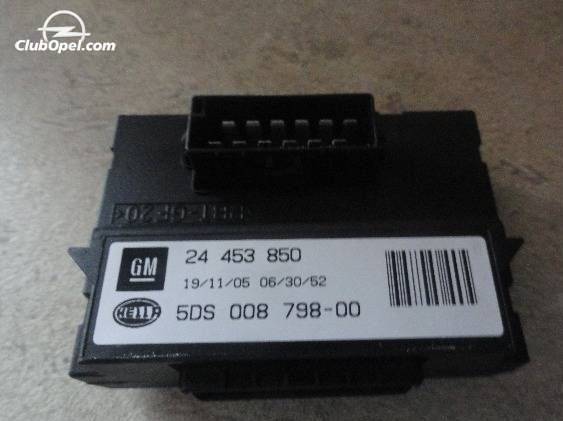 ClubOpel.com
GM
24 453 850
19/11/05 06/30/52
HELLA
5DS 008 798-00